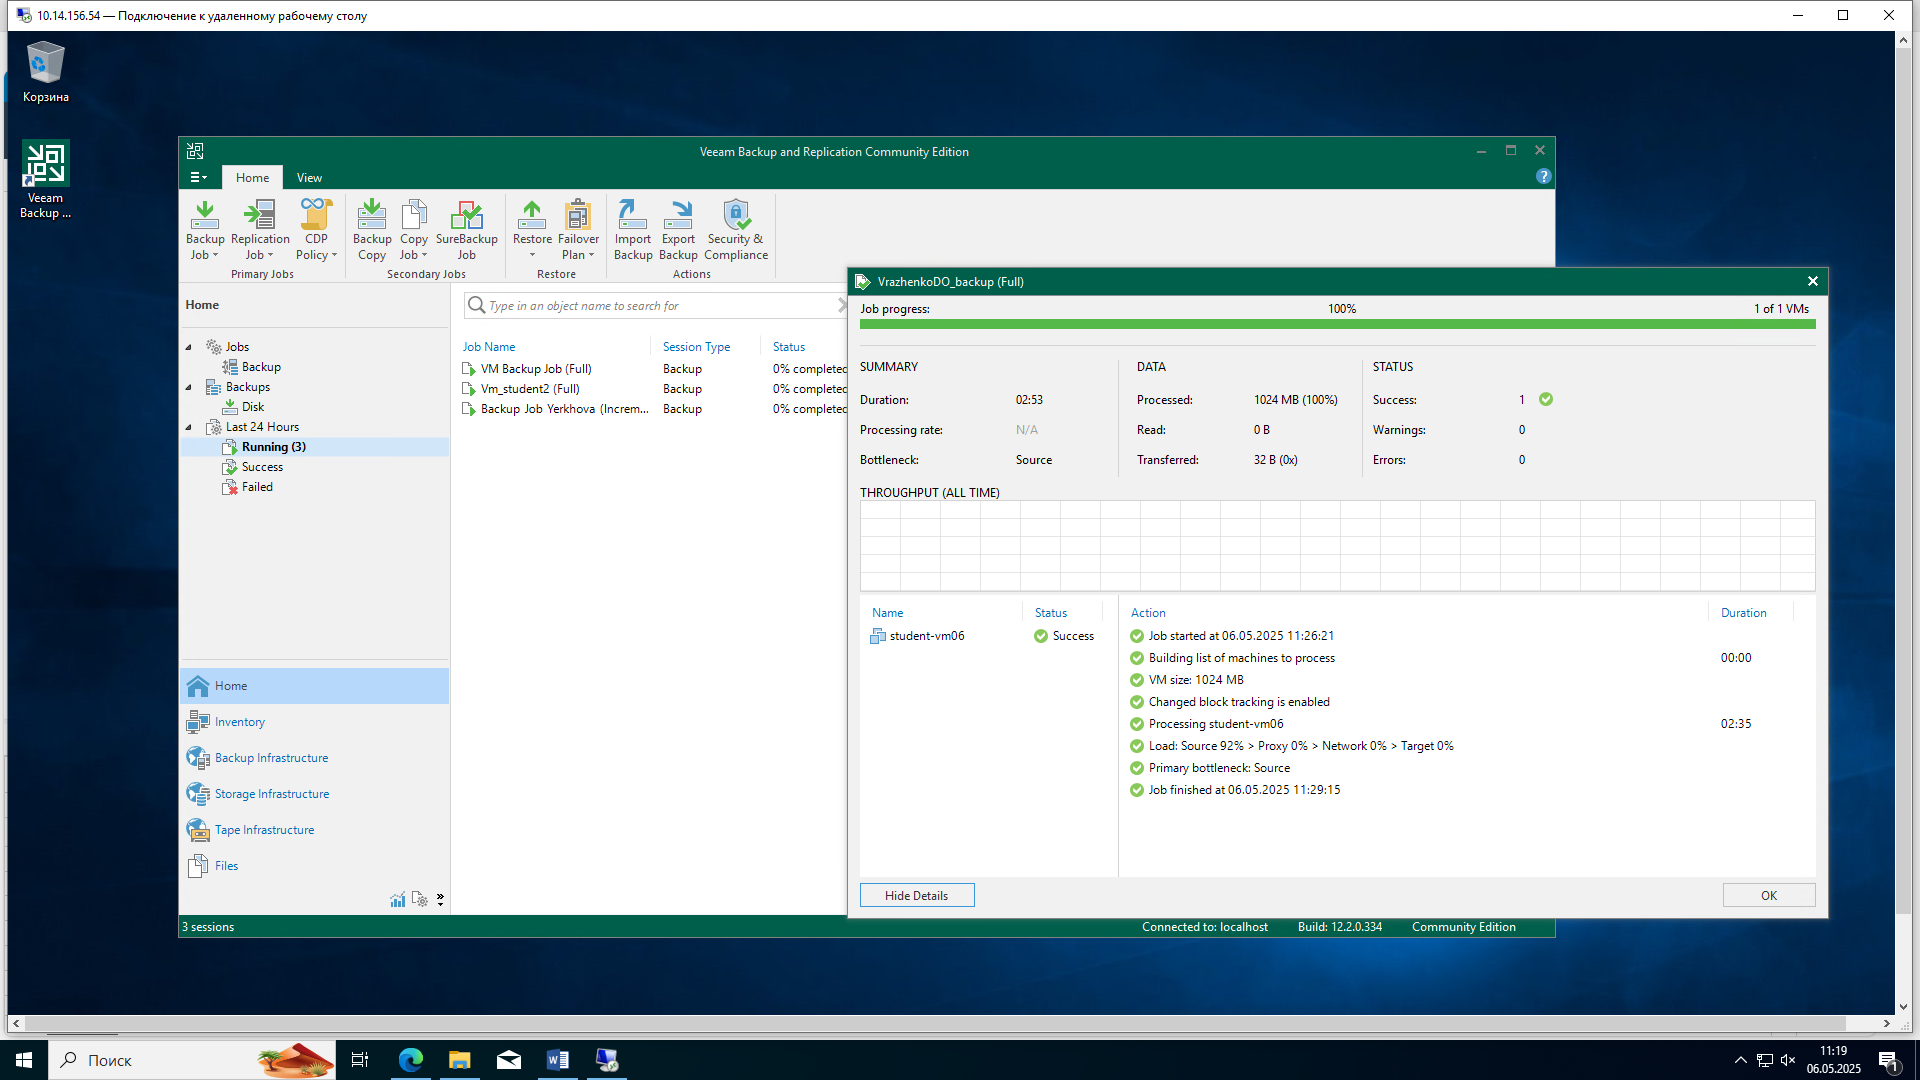 10.14.156.54 — Подключение к удаленному рабочему столу
Корзина
Veeam
Backup ...
Veeam Backup and Replication Community Edition
Home
View
?
Backup
Job
Replication
Job
CDP
Policy
Primary Jobs
Backup
Copy
Copy
Job
SureBackup
Job
Secondary Jobs
Restore
Failover
Plan
Restore
Import
Backup
Export
Backup
Security &
Compliance
Actions
Home
Jobs
Backup
Backups
Disk
Last 24 Hours
Running (3)
Success
Failed
Type in an object name to search for
Job Name
Session Type
Status
VM Backup Job (Full)
Backup
0% completed
Vm_student2 (Full)
Backup
0% completed
Backup Job Yerkhova (Increm...
Backup
0% completed
Home
Inventory
Backup Infrastructure
Storage Infrastructure
Tape Infrastructure
Files
3 sessions
Connected to: localhost
Build: 12.2.0.334
Community Edition
VrazhenkoDO_backup (Full)
Job progress:
100%
1 of 1 VMs
SUMMARY
Duration:
02:53
Processing rate:
N/A
Bottleneck:
Source
DATA
Processed:
1024 MB (100%)
Read:
0 B
Transferred:
32 B (0x)
STATUS
Success:
1
Warnings:
0
Errors:
0
THROUGHPUT (ALL TIME)
Name
Status
student-vm06
Success
Action
Duration
Job started at 06.05.2025 11:26:21
Building list of machines to process
00:00
VM size: 1024 MB
Changed block tracking is enabled
Processing student-vm06
02:35
Load: Source 92% > Proxy 0% > Network 0% > Target 0%
Primary bottleneck: Source
Job finished at 06.05.2025 11:29:15
Hide Details
OK
Поиск
11:19
06.05.2025
1